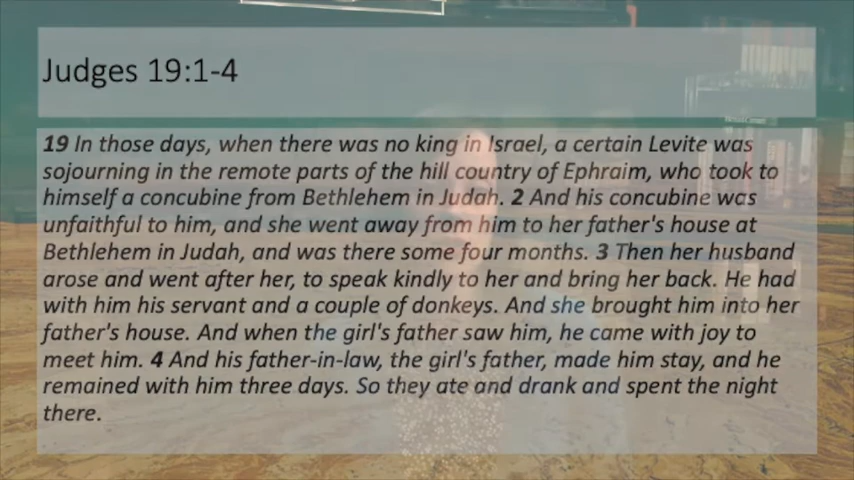 Judges 19:1-4
19 In those days, when there was no king in Israel, a certain Levite was
sojourning in the remote parts of the hill country of Ephraim, who took to
himself a concubine from Bethlehem in Judah. 2 And his concubine was
unfaithful to him, and she went away from him to her father's house at
Bethlehem in Judah, and was there some four months. 3 Then her husband
arose and went after her, to speak kindly to her and bring her back. He had
with him his servant and a couple of donkeys. And she brought him into her
father's house. And when the girl's father saw him, he came with joy to
meet him. 4 And his father-in-law, the girl's father, made him stay, and he
remained with him three days. So they ate and drank and spent the night
there.